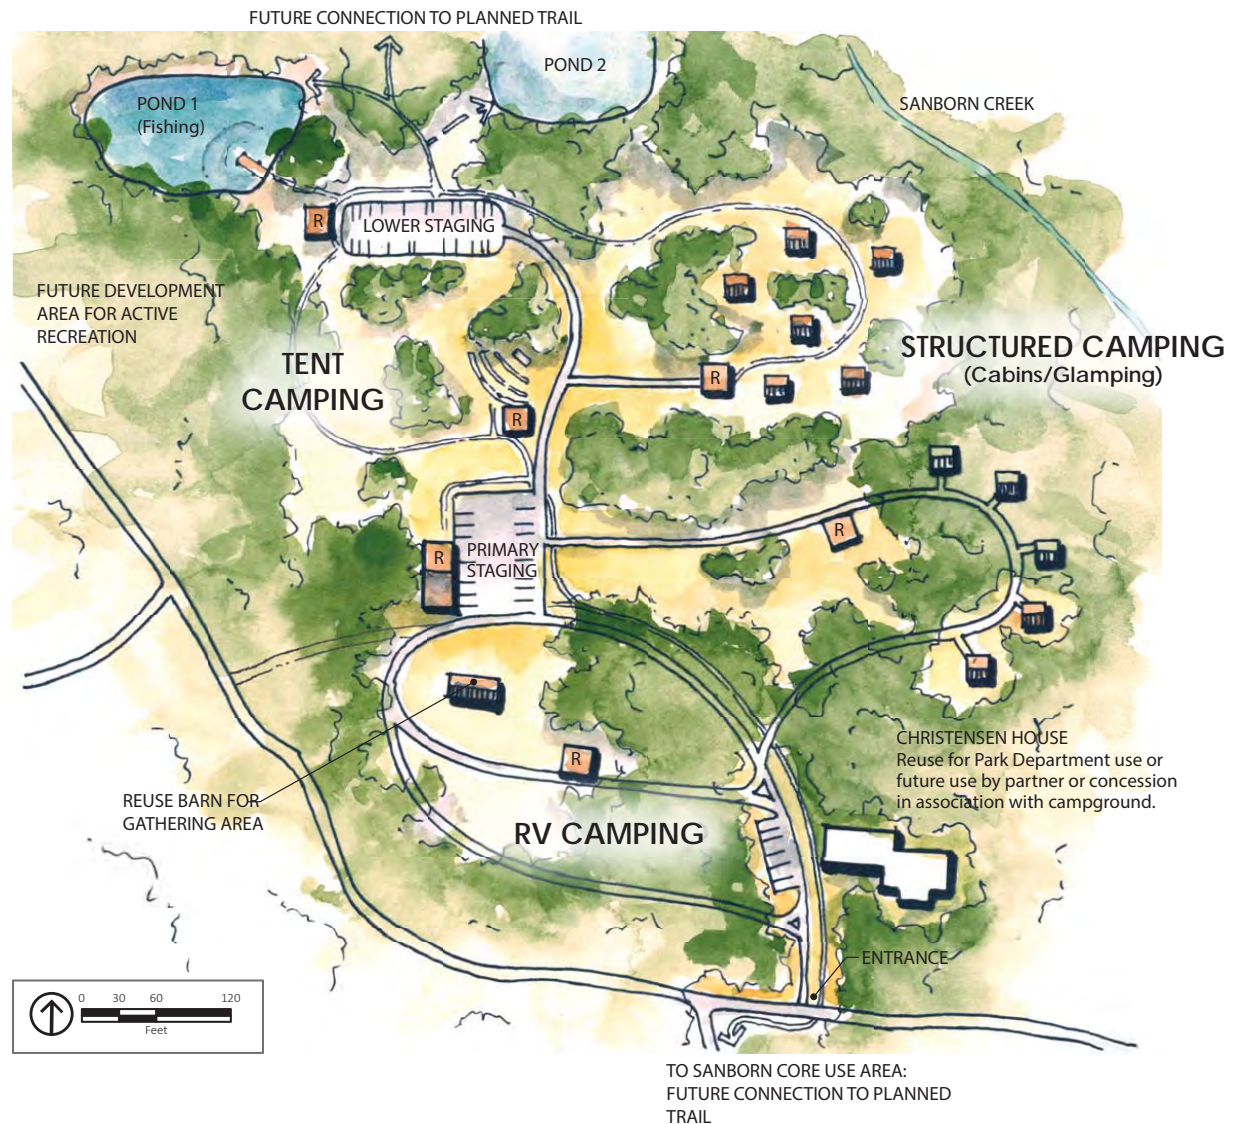 FUTURE CONNECTION TO PLANNED TRAIL
POND 2
POND 1
(Fishing)
SANBORN CREEK
R
LOWER STAGING
FUTURE DEVELOPMENT
AREA FOR ACTIVE
RECREATION
TENT
CAMPING
STRUCTURED CAMPING
(Cabins/Glamping)
R
R
R
R
PRIMARY
STAGING
CHRISTENSEN HOUSE
Reuse for Park Department use or
future use by partner or concession
in association with campground.
R
REUSE BARN FOR
GATHERING AREA
RV CAMPING
ENTRANCE
0 30 60 120
Feet
TO SANBORN CORE USE AREA:
FUTURE CONNECTION TO PLANNED
TRAIL